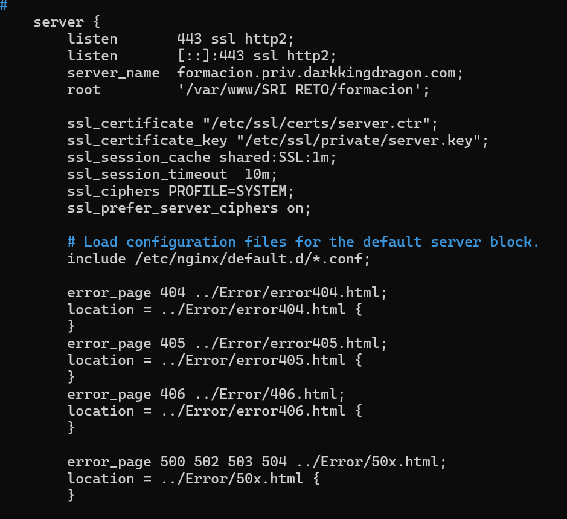 #
server {
listen 443 ssl http2;
listen [::]:443 ssl http2;
server_name formacion.priv.darkkingdragon.com;
root '/var/www/SRI RETO/formacion';
ssl_certificate "/etc/ssl/certs/server.ctr";
ssl_certificate_key "/etc/ssl/private/server.key";
ssl_session_cache shared:SSL:1m;
ssl_session_timeout 10m;
ssl_ciphers PROFILE=SYSTEM;
ssl_prefer_server_ciphers on;
# Load configuration files for the default server block.
include /etc/nginx/default.d/*.conf;
error_page 404 ../Error/error404.html;
location = ../Error/error404.html {
}
error_page 405 ../Error/error405.html;
location = ../Error/error405.html {
}
error_page 406 ../Error/406.html;
location = ../Error/error406.html {
}
error_page 500 502 503 504 ../Error/50x.html;
location = ../Error/50x.html {
}